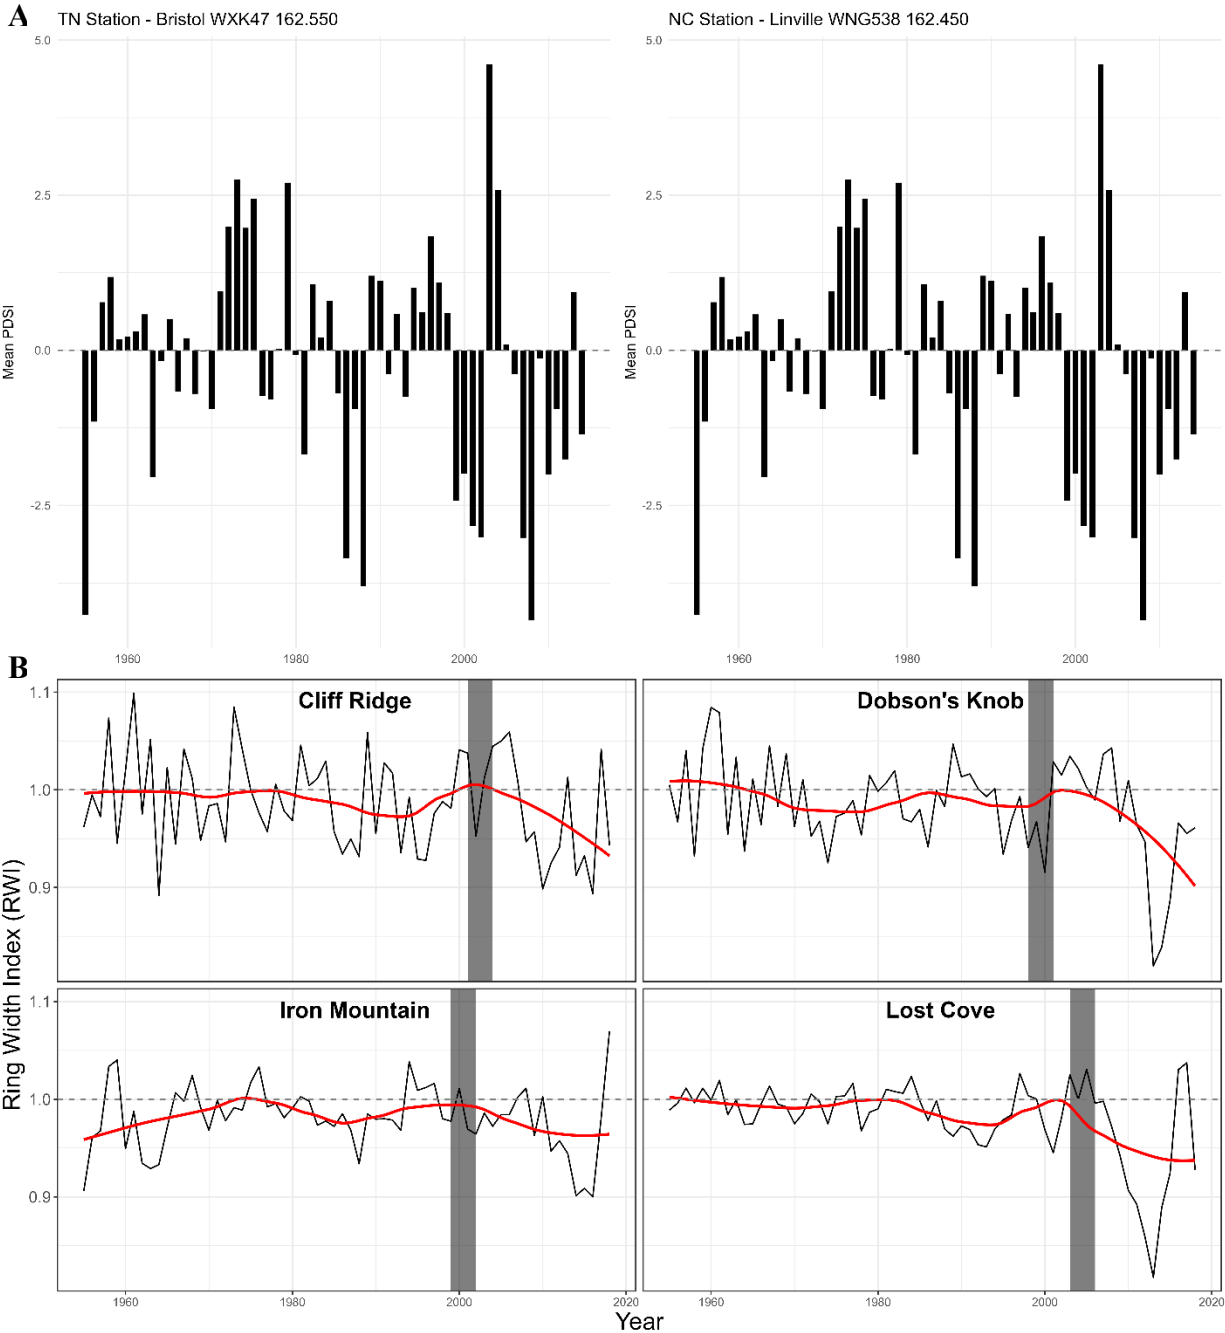 A
TN Station - Bristol WXK47 162.550
NC Station - Linville WNG538 162.450
5.0
2.5
0.0
-2.5
Mean PDSI
1960
1980
2000
5.0
2.5
0.0
-2.5
Mean PDSI
1960
1980
2000
B
Ring Width Index (RWI)
Cliff Ridge
Dobson's Knob
1.1
1.0
0.9
Iron Mountain
Lost Cove
1.1
1.0
0.9
1960
1980
2000
2020
1960
1980
2000
2020
Year